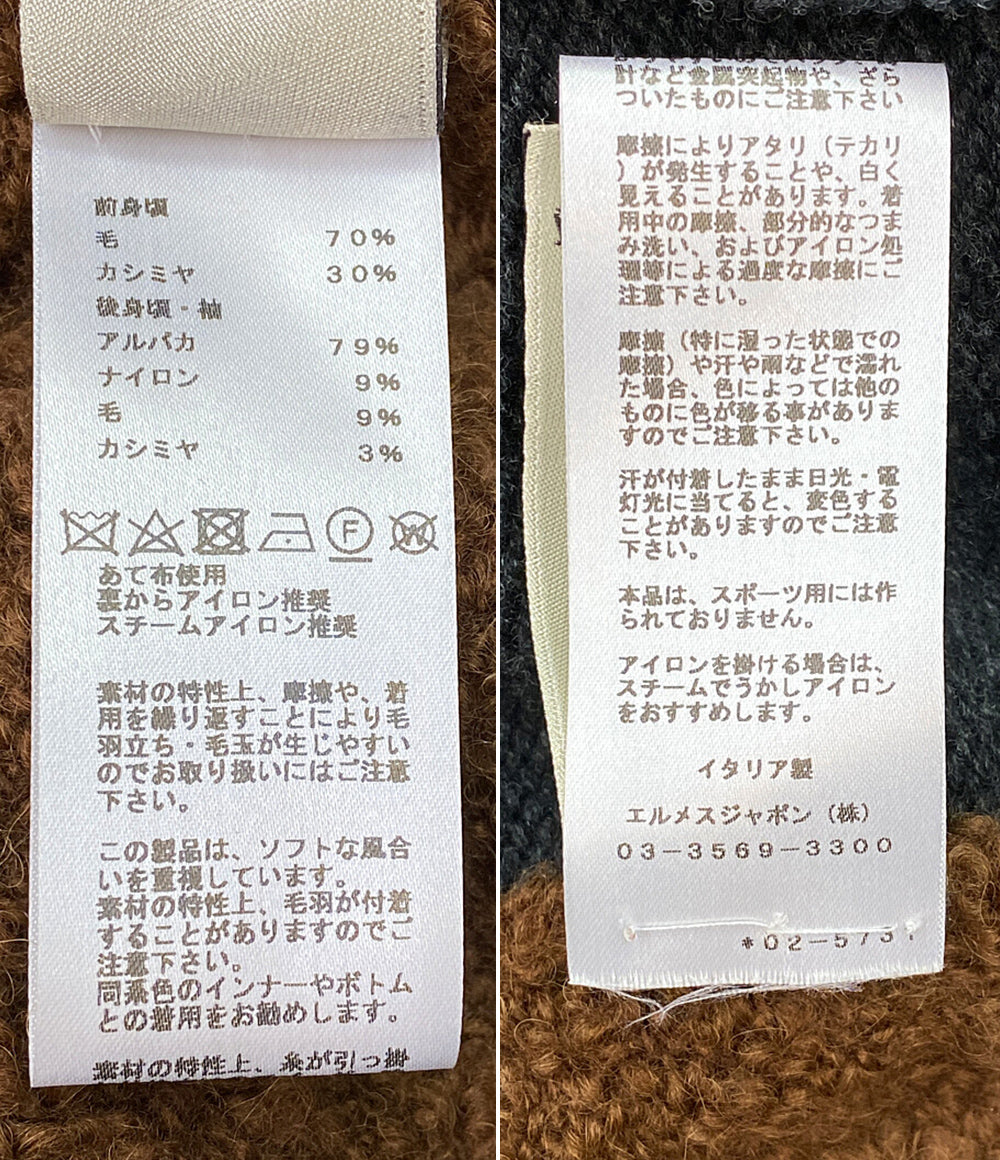 前身頃
毛 70%
カシミヤ 30%
後身頃・袖
アルパカ 79%
ナイロン 9%
毛 9%
カシミヤ 3%
F W
あて布使用
裏からアイロン推奨
スチームアイロン推奨
素材の特性上、摩擦や、着
用を繰り返すことにより毛
羽立ち・毛玉が生じやすい
のでお取り扱いにはご注意
下さい。
この製品は、ソフトな風合
いを重視しています。
素材の特性上、毛羽が付着
することがありますのでご
注意下さい。
同系色のインナーやボトム
との着用をお勧めします。
素材の特性上、糸が引っ掛
計など金属突起物や、ざら
ついたものにご注意下さい
摩擦によりアタリ（テカリ
）が発生することや、白く
見えることがあります。着
用中の摩擦、部分的なつま
み洗い、およびアイロン処
理等による過度な摩擦にご
注意下さい。
摩擦（特に湿った状態での
摩擦）や汗や雨などで濡れ
た場合、色によっては他の
ものに色が移る事がありま
すのでご注意下さい。
汗が付着したまま日光・電
灯光に当てると、変色する
ことがありますのでご注意
下さい。
本品は、スポーツ用には作
られておりません。
アイロンを掛ける場合は、
スチームでうかしアイロン
をおすすめします。
イタリア製
エルメスジャポン（株）
03-3569-3300
*02-573